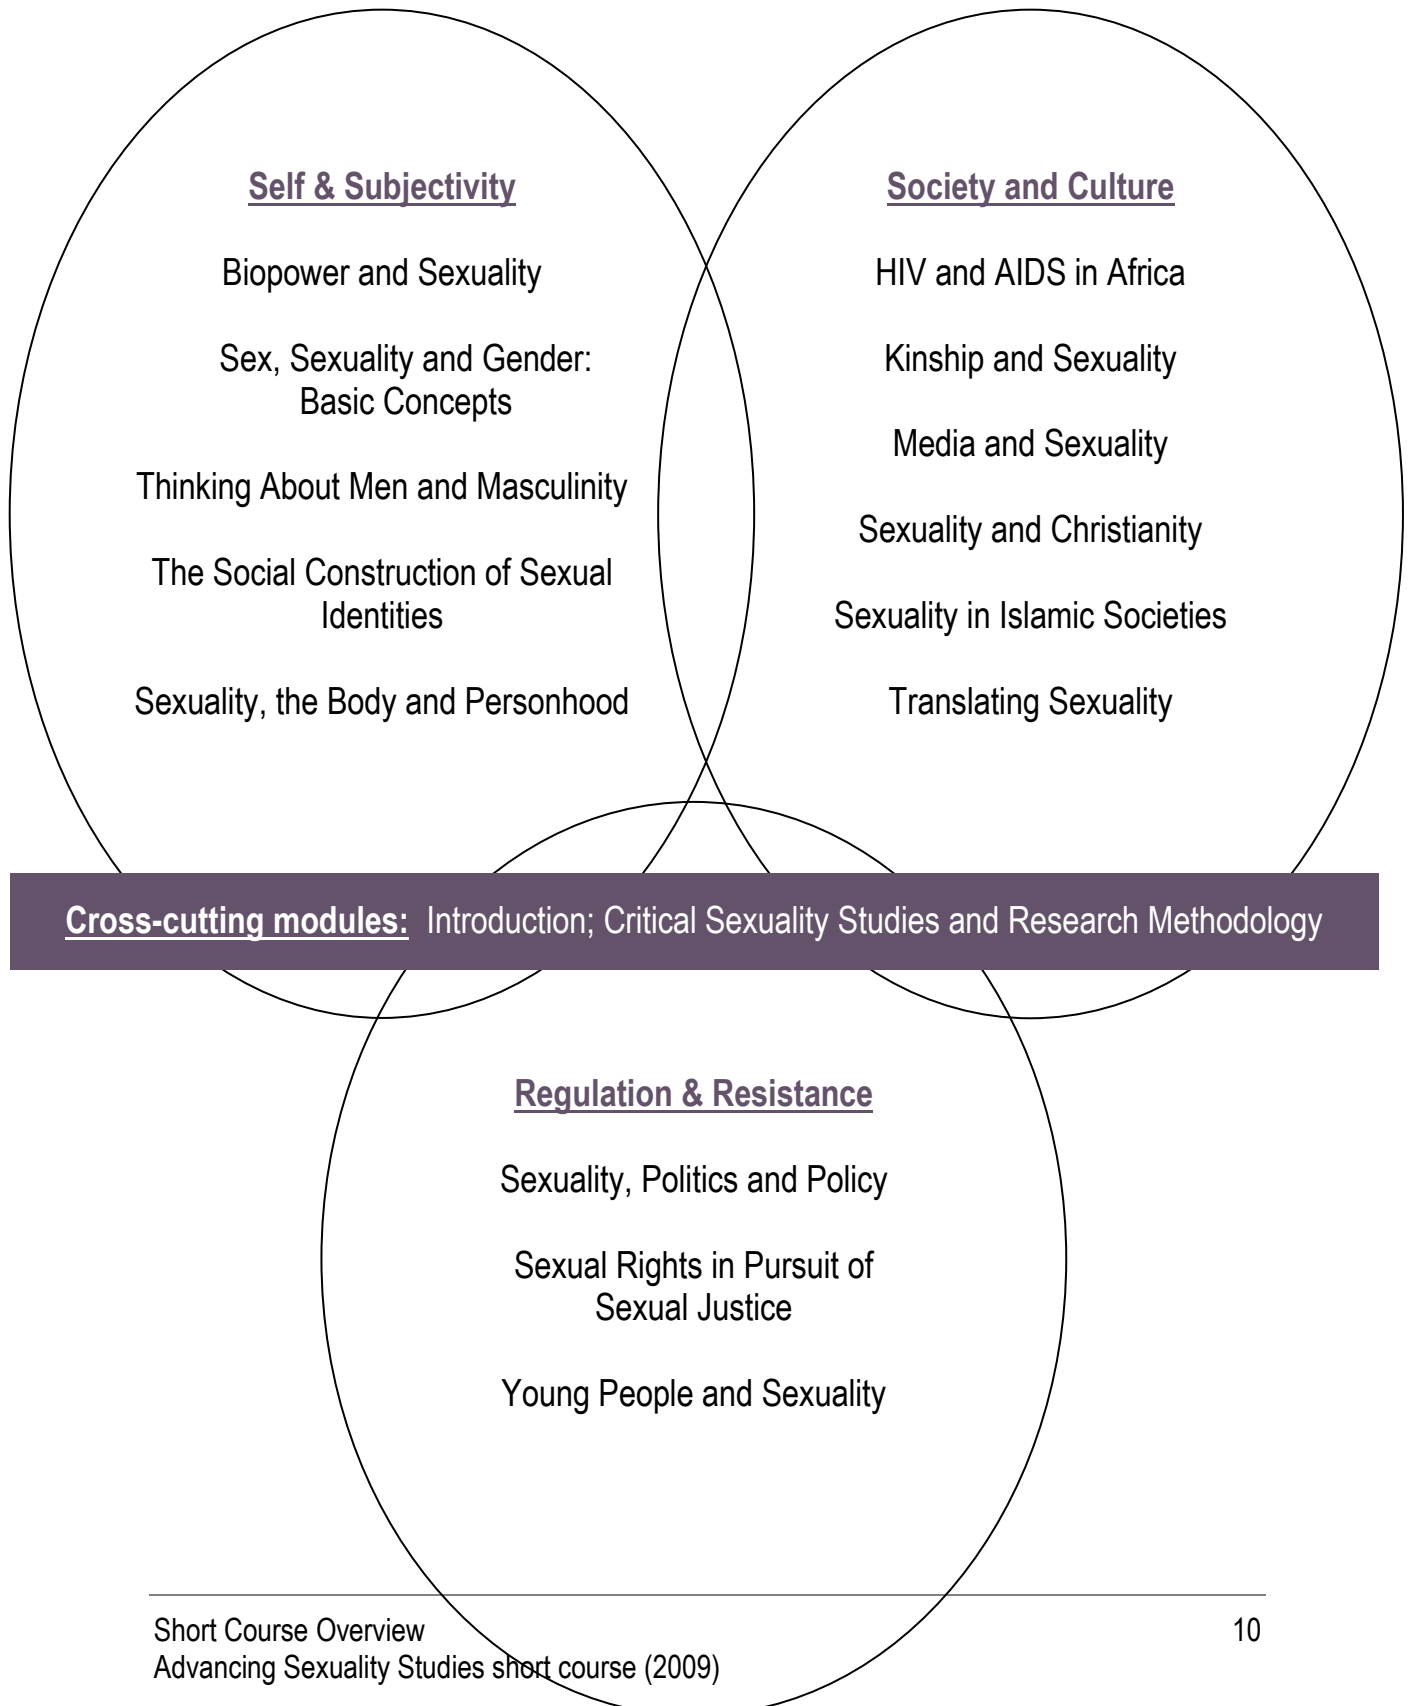 Self & Subjectivity
Biopower and Sexuality
Sex, Sexuality and Gender:
Basic Concepts
Thinking About Men and Masculinity
The Social Construction of Sexual
Identities
Sexuality, the Body and Personhood
Society and Culture
HIV and AIDS in Africa
Kinship and Sexuality
Media and Sexuality
Sexuality and Christianity
Sexuality in Islamic Societies
Translating Sexuality
Cross-cutting modules: Introduction; Critical Sexuality Studies and Research Methodology
Regulation & Resistance
Sexuality, Politics and Policy
Sexual Rights in Pursuit of
Sexual Justice
Young People and Sexuality
Short Course Overview 10
Advancing Sexuality Studies short course (2009)